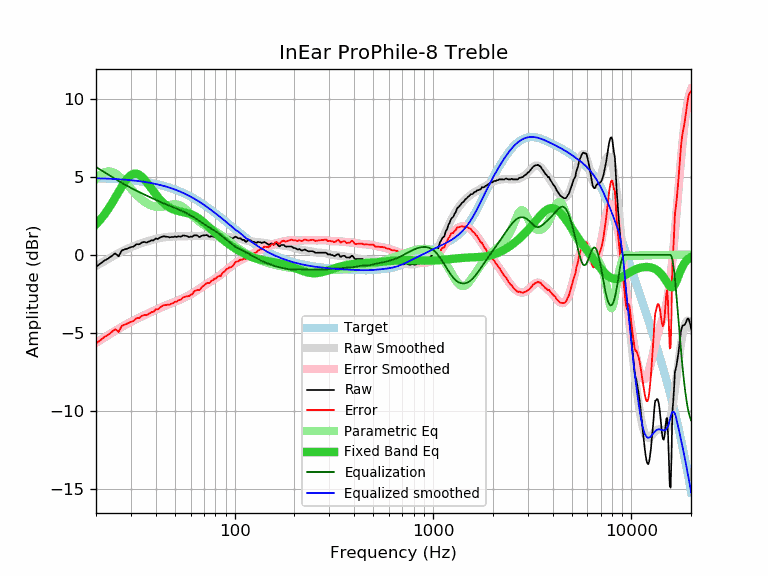 InEar ProPhile-8 Treble
Amplitude (dBr)
10
5
0
−5
−10
−15
Target
Raw Smoothed
Error Smoothed
Raw
Error
Parametric Eq
Fixed Band Eq
Equalization
Equalized smoothed
100
1000
10000
Frequency (Hz)